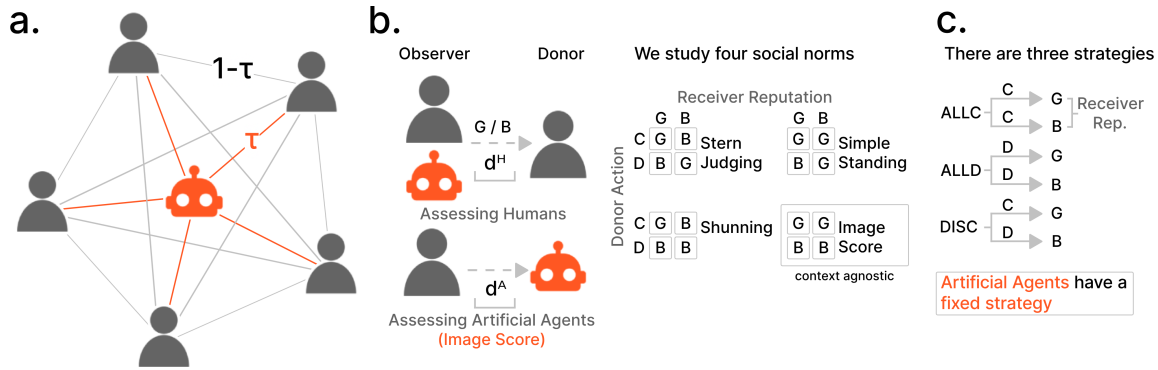 a.
1-τ
τ
b.
Observer
Donor
G / B
dᴴ
Assessing Humans
dᴬ
Assessing Artificial Agents
(Image Score)
We study four social norms
Receiver Reputation
Donor Action
G B
C G B Stern
D B G Judging
G B
G G Simple
B G Standing
C G B Shunning
D B B
G G Image
B B Score
context agnostic
c.
There are three strategies
ALLC
C G
C B
Receiver
Rep.
ALLD
D G
D B
DISC
C G
D B
Artificial Agents have a
fixed strategy